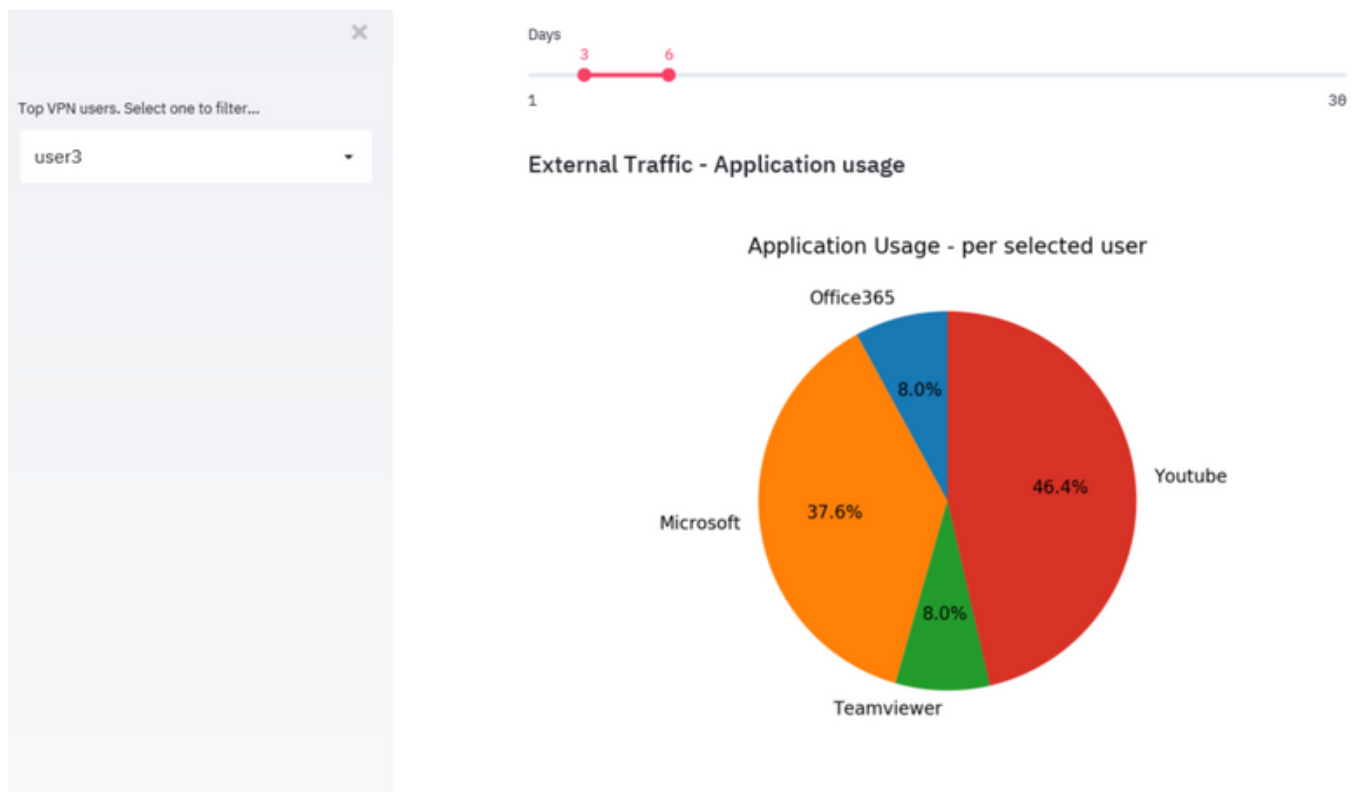 ×
Top VPN users. Select one to filter...
user3
Days
3 6
1 30
External Traffic - Application usage
Application Usage - per selected user
Office365
8.0%
Youtube
46.4%
Microsoft
37.6%
8.0%
Teamviewer